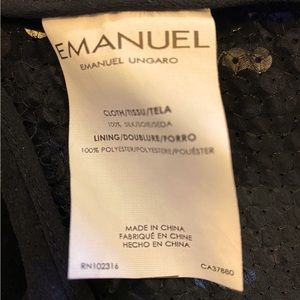 EMANUEL
EMANUEL UNGARO
CLOTH/TISSU/TELA
100% SILK/SOIE/SEDA
LINING/DOUBLURE/FORRO
100% POLYESTER/POLYESTER/POLIÉSTER
MADE IN CHINA
FABRIQUÉ EN CHINE
HECHO EN CHINA
RN102316 CA37880